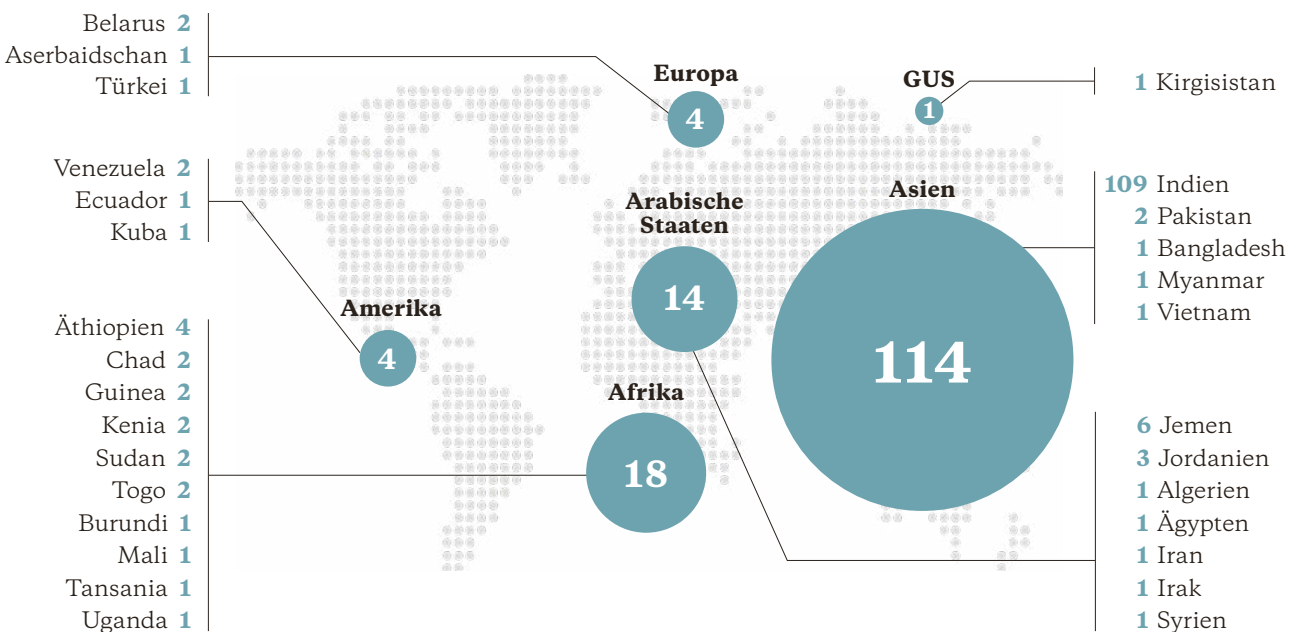 Belarus 2
Aserbaidschan 1
Türkei 1
Europa
4
GUS
1
1 Kirgisistan
Venezuela 2
Ecuador 1
Kuba 1
Amerika
4
Arabische
Staaten
14
Asien
114
109 Indien
2 Pakistan
1 Bangladesh
1 Myanmar
1 Vietnam
Äthiopien 4
Chad 2
Guinea 2
Kenia 2
Sudan 2
Togo 2
Burundi 1
Mali 1
Tansania 1
Uganda 1
Afrika
18
6 Jemen
3 Jordanien
1 Algerien
1 Ägypten
1 Iran
1 Irak
1 Syrien